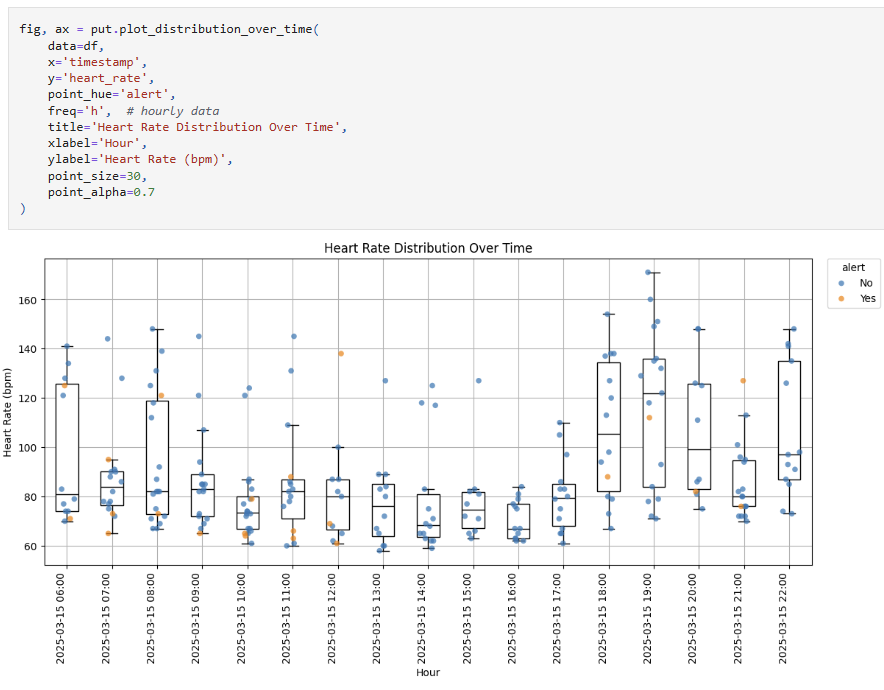 fig, ax = put.plot_distribution_over_time(
    data=df,
    x='timestamp',
    y='heart_rate',
    point_hue='alert',
    freq='h',  # hourly data
    title='Heart Rate Distribution Over Time',
    xlabel='Hour',
    ylabel='Heart Rate (bpm)',
    point_size=30,
    point_alpha=0.7
)
Heart Rate Distribution Over Time
alert
No
Yes
Heart Rate (bpm)
160
140
120
100
80
60
2025-03-15 06:00
2025-03-15 07:00
2025-03-15 08:00
2025-03-15 09:00
2025-03-15 10:00
2025-03-15 11:00
2025-03-15 12:00
2025-03-15 13:00
2025-03-15 14:00
2025-03-15 15:00
2025-03-15 16:00
2025-03-15 17:00
2025-03-15 18:00
2025-03-15 19:00
2025-03-15 20:00
2025-03-15 21:00
2025-03-15 22:00
Hour